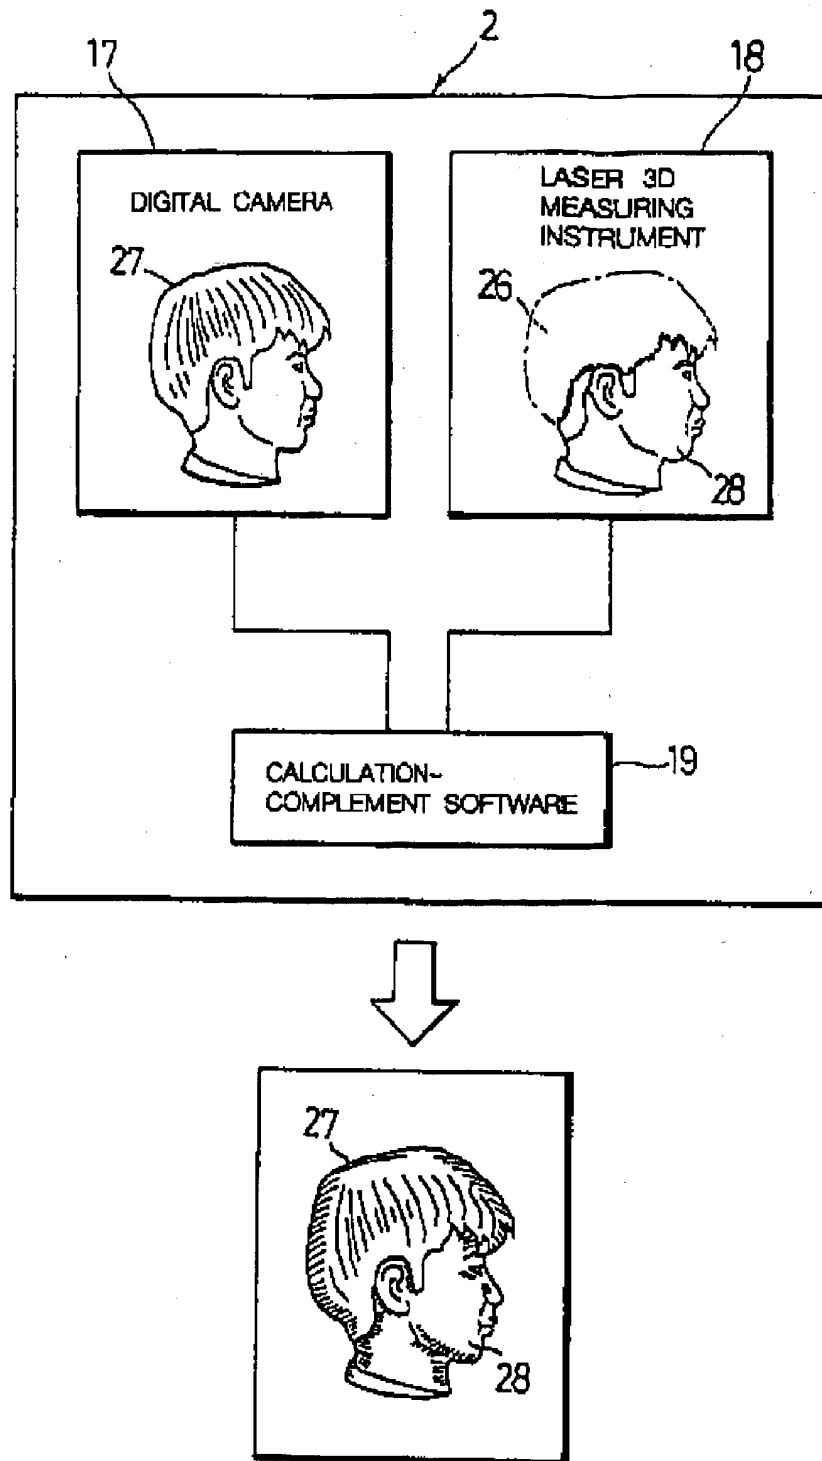 2
17
18
DIGITAL CAMERA
LASER 3D
MEASURING
INSTRUMENT
27
26
28
CALCULATION-
COMPLEMENT SOFTWARE
19
27
28